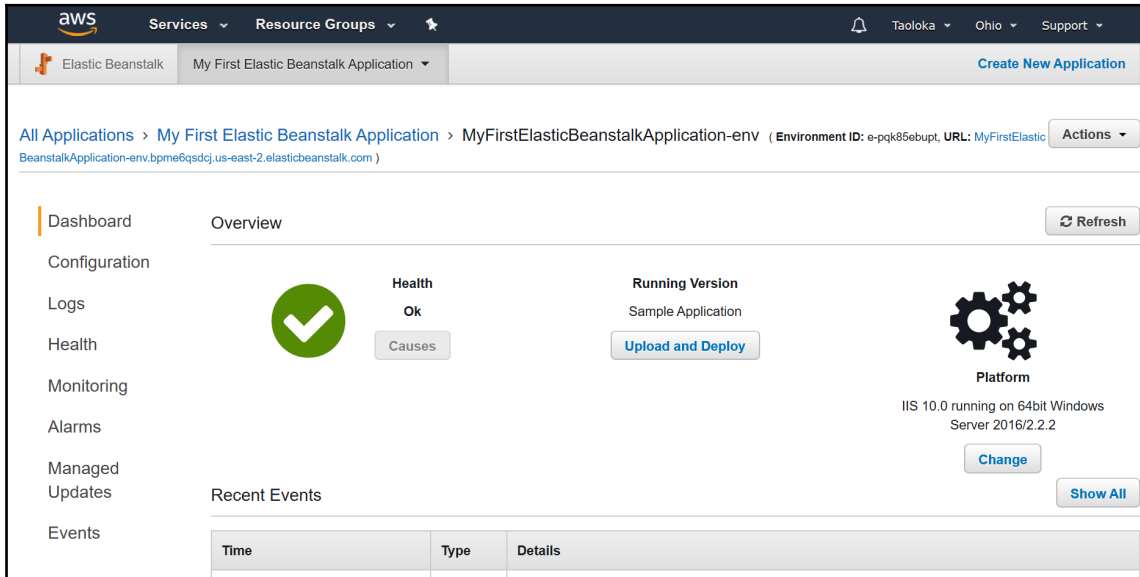 aws Services Resource Groups Taoloka Ohio Support
Elastic Beanstalk My First Elastic Beanstalk Application Create New Application
All Applications › My First Elastic Beanstalk Application › MyFirstElasticBeanstalkApplication-env ( Environment ID: e-pqk85ebupt, URL: MyFirstElastic Actions
BeanstalkApplication-env.bpme6qsdcj.us-east-2.elasticbeanstalk.com )
Dashboard
Configuration
Logs
Health
Monitoring
Alarms
Managed
Updates
Events
Overview Refresh
Health
Ok
Causes
Running Version
Sample Application
Upload and Deploy
Platform
IIS 10.0 running on 64bit Windows
Server 2016/2.2.2
Change
Recent Events Show All
Time Type Details